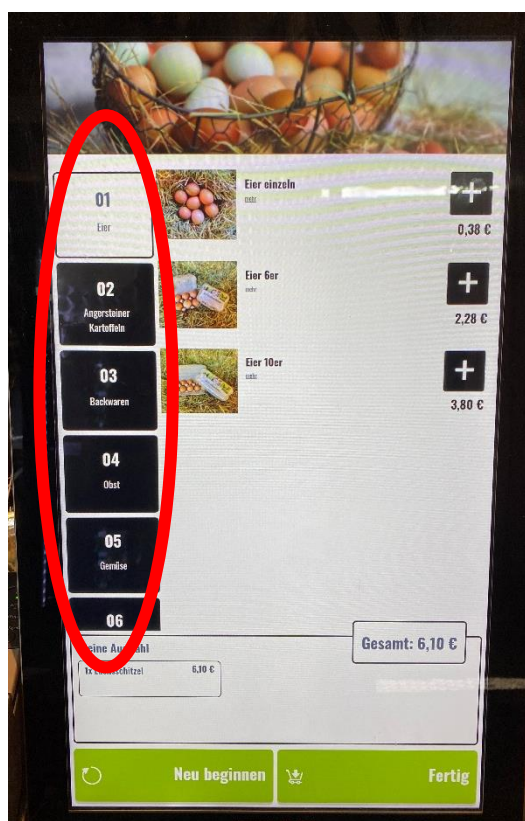 01
Eier
Eier einzeln
mehr
0,38 €
02
Angersteiner
Kartoffeln
Eier 6er
mehr
2,28 €
03
Backwaren
Eier 10er
mehr
3,80 €
04
Obst
05
Gemüse
06
Gesamt: 6,10 €
1x
6,10 €
Neu beginnen
Fertig